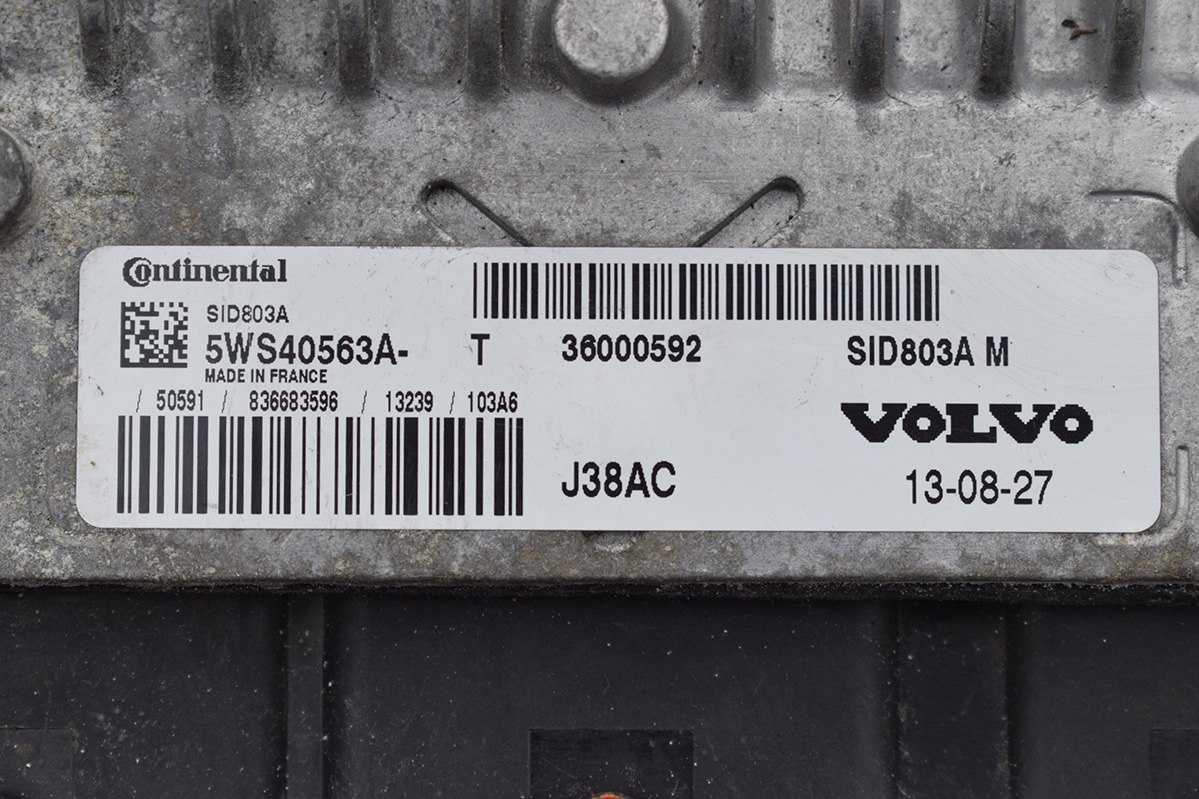 Continental
SID803A
5WS40563A- T 36000592 SID803A M
MADE IN FRANCE
/ 50591 / 836683596 / 13239 / 103A6
VOLVO
J38AC 13-08-27